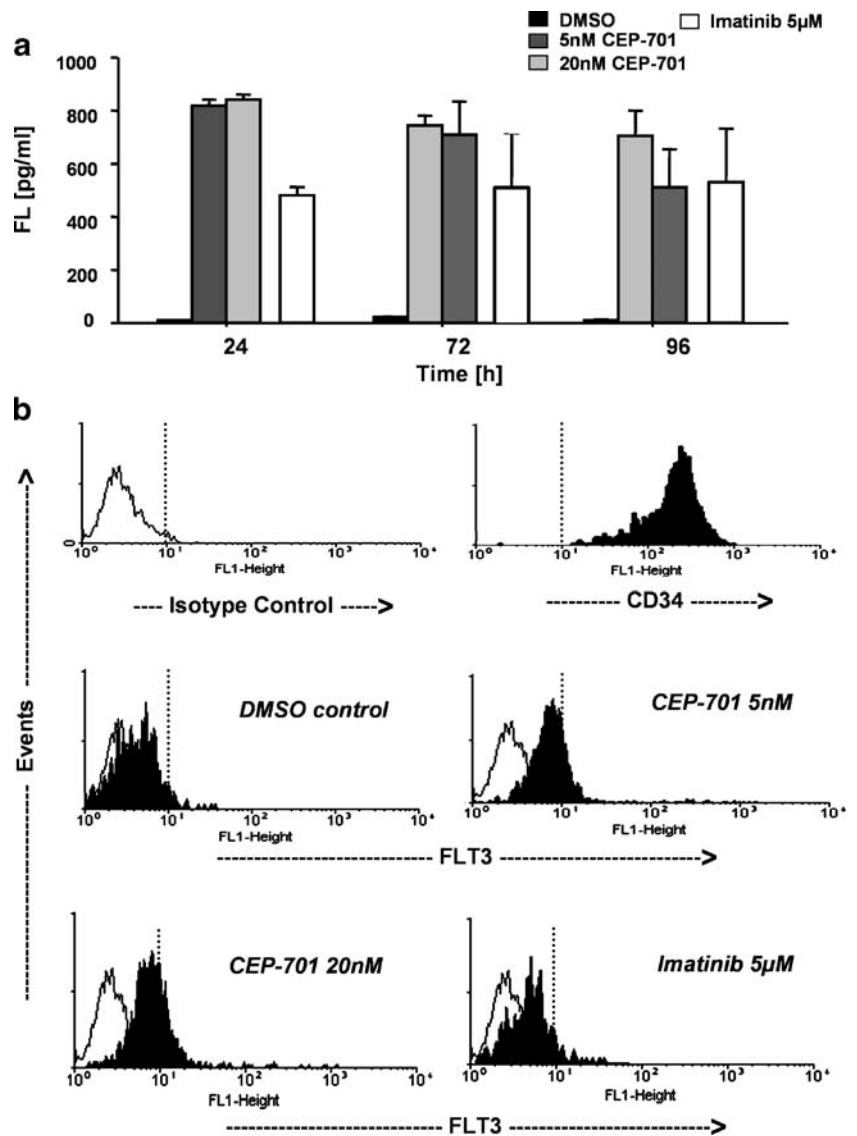 a
DMSO
5nM CEP-701
20nM CEP-701
Imatinib 5µM
FL [pg/ml]
1000
800
600
400
200
0
24 72 96
Time [h]
b
Events
0
10⁰ 10¹ 10² 10³ 10⁴
FL1-Height
Isotype Control
10⁰ 10² 10³ 10⁴
FL1-Height
CD34
DMSO control
10⁰ 10¹ 10² 10³ 10⁴
FL1-Height
CEP-701 5nM
10⁰ 10¹ 10² 10³ 10⁴
FL1-Height
FLT3
CEP-701 20nM
10⁰ 10¹ 10² 10³ 10⁴
FL1-Height
Imatinib 5µM
10⁰ 10¹ 10² 10³ 10⁴
FL1-Height
FLT3